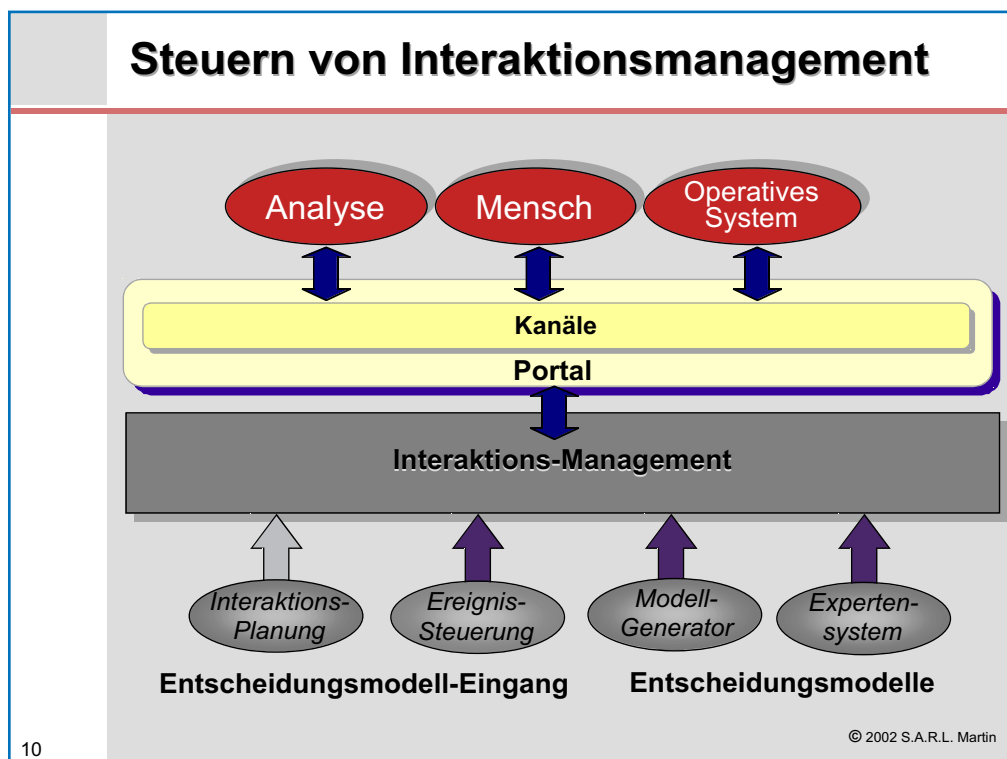 Steuern von Interaktionsmanagement
Analyse
Mensch
Operatives
System
Kanäle
Portal
Interaktions-Management
Interaktions-
Planung
Ereignis-
Steuerung
Modell-
Generator
Experten-
system
Entscheidungsmodell-Eingang
Entscheidungsmodelle
10
© 2002 S.A.R.L. Martin